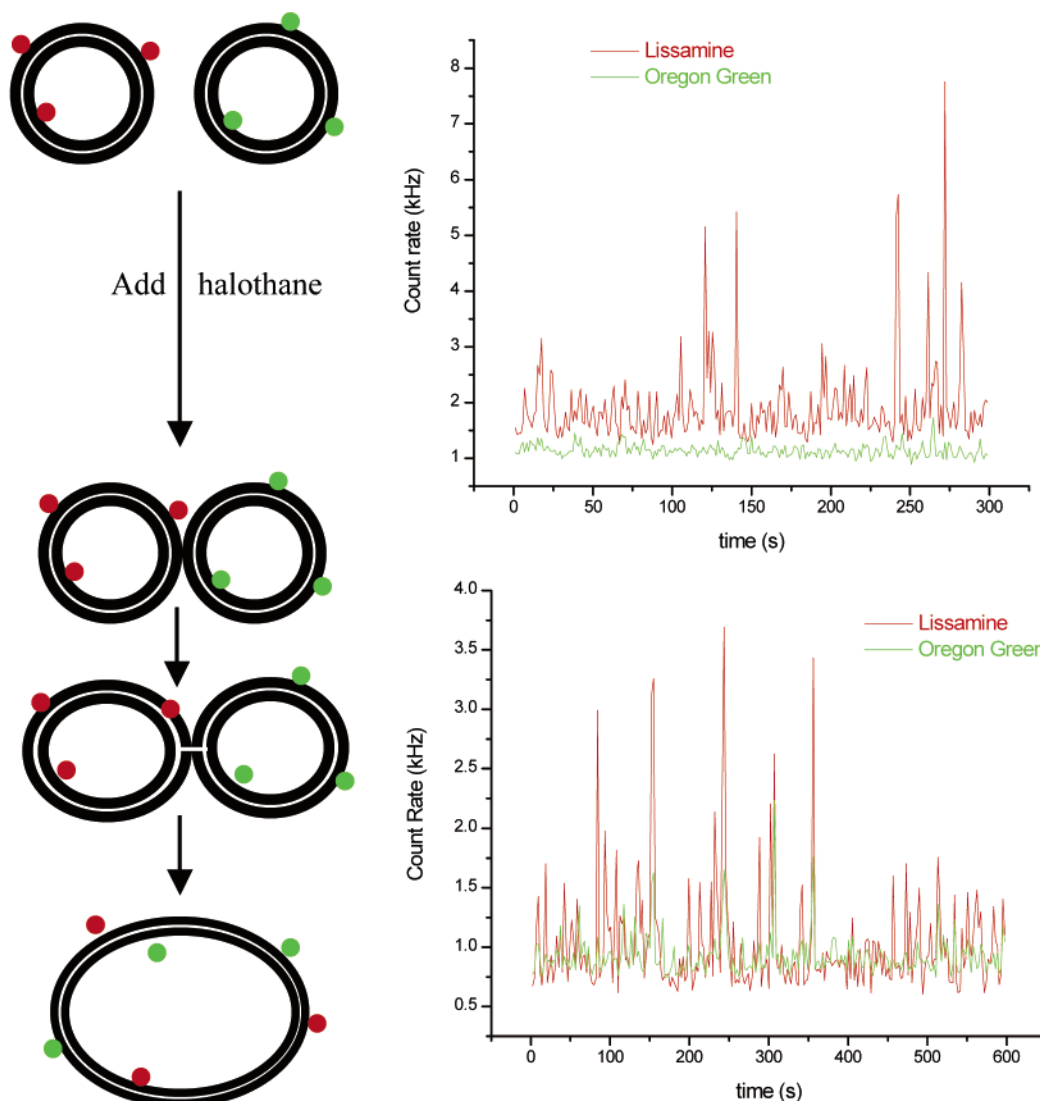 Add halothane
Lissamine
Oregon Green
Count rate (kHz)
8
7
6
5
4
3
2
1
0 50 100 150 200 250 300
time (s)
Lissamine
Oregon Green
Count Rate (kHz)
4.0
3.5
3.0
2.5
2.0
1.5
1.0
0.5
0 100 200 300 400 500 600
time (s)